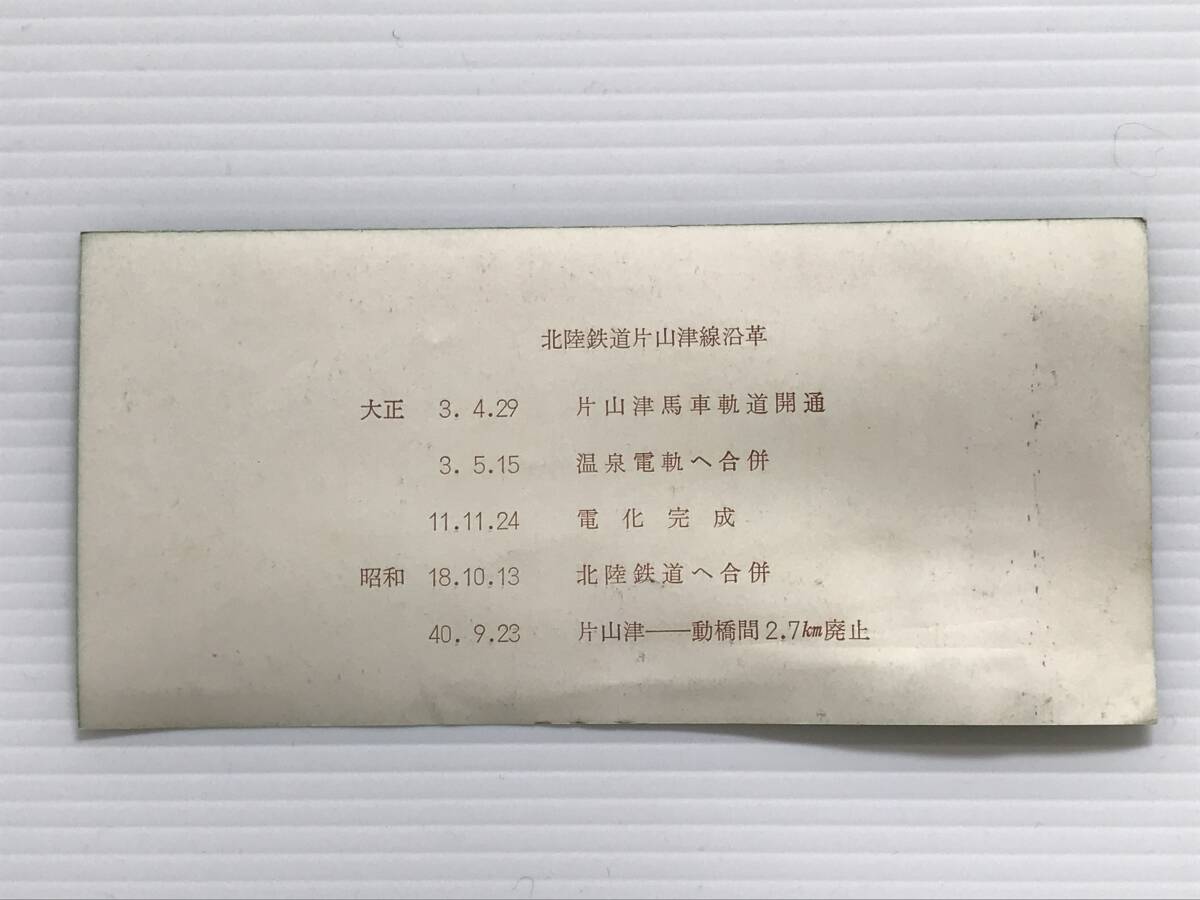 北陸鉄道片山津線沿革
大正 3.4.29 片山津馬車軌道開通
3.5.15 温泉電軌へ合併
11.11.24 電化完成
昭和 18.10.13 北陸鉄道へ合併
40.9.23 片山津――動橋間2.7㎞廃止